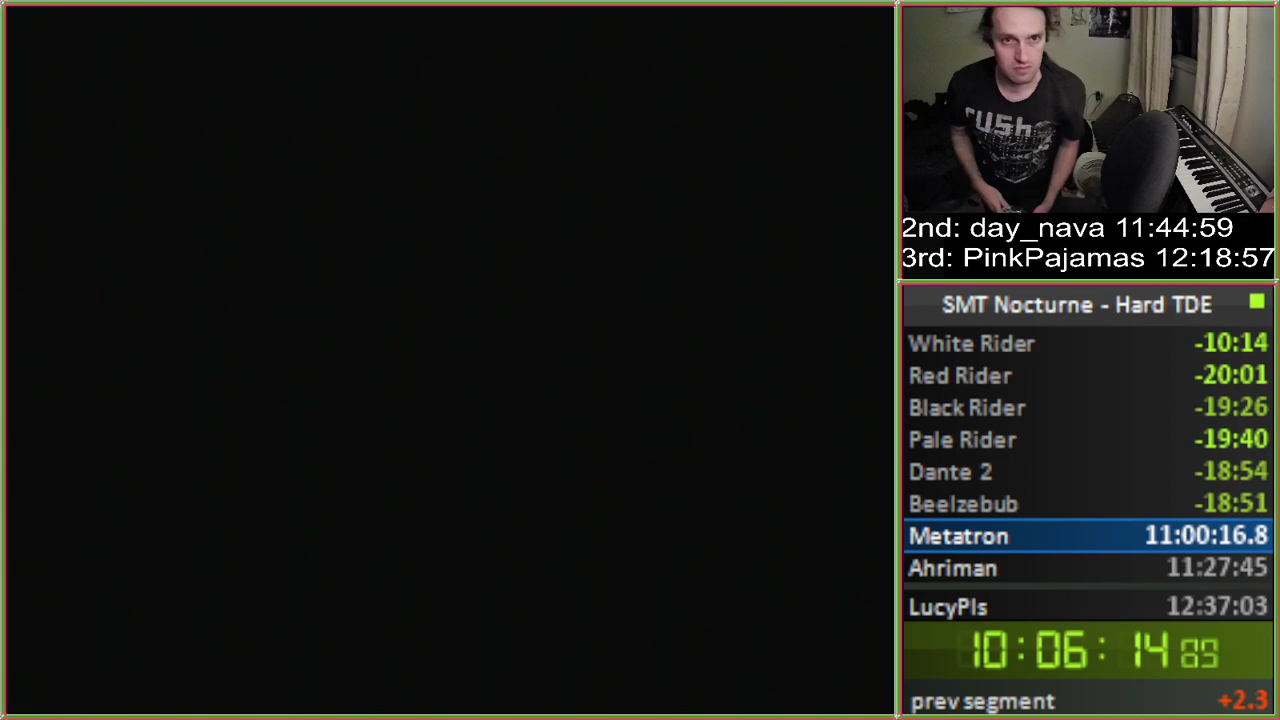 RUSH
2nd: day_nava 11:44:59
3rd: PinkPajamas 12:18:57
SMT Nocturne - Hard TDE
White Rider -10:14
Red Rider -20:01
Black Rider -19:26
Pale Rider -19:40
Dante 2 -18:54
Beelzebub -18:51
Metatron 11:00:16.8
Ahriman 11:27:45
LucyPls 12:37:03
10:06:14 89
prev segment +2.3